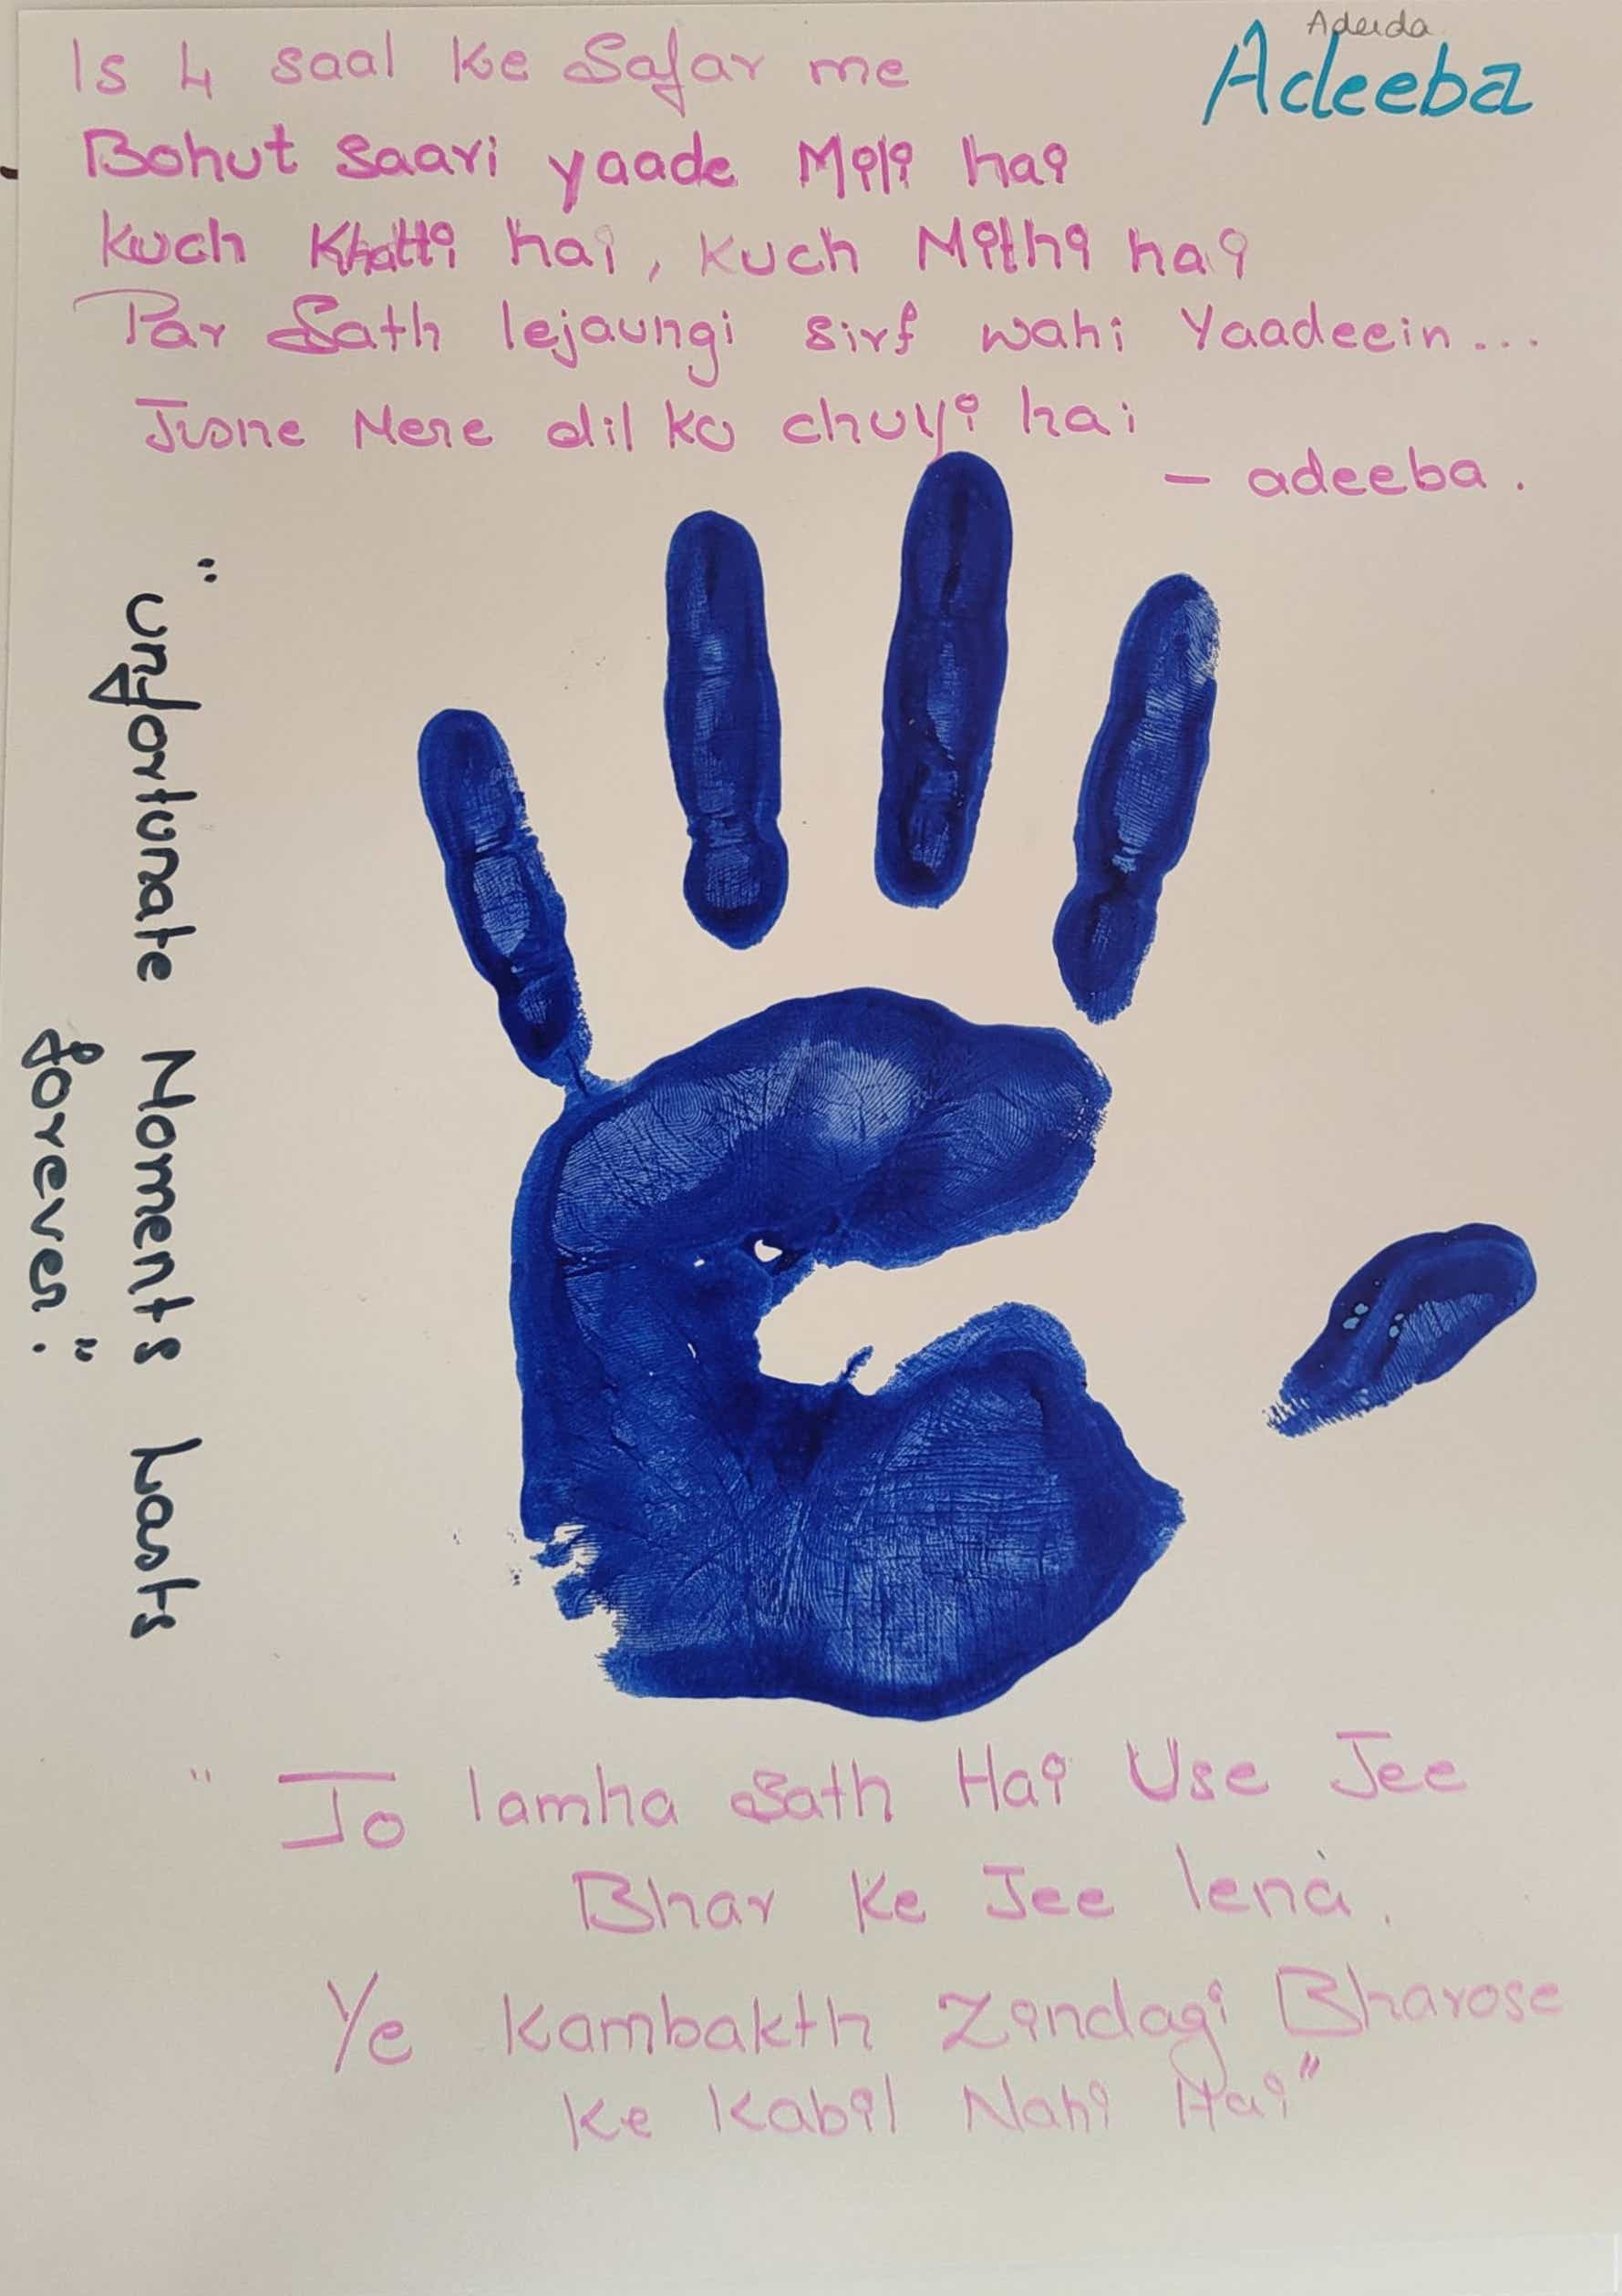 Adeeba
Is 4 saal ke Safar me
Bohut saari yaade Mili hai
kuch Khatti hai, kuch Mithi hai
Par Sath lejaungi sirf wahi Yaadeein...
Jisne Mere dil ko chuyi hai
- adeeba.
"unfortunate Moments Lasts
forever."
"Jo lamha Sath Hai Use Jee
Bhar Ke Jee lena.
Ye Kambakth Zindagi Bharose
Ke Kabil Nahi Hai"